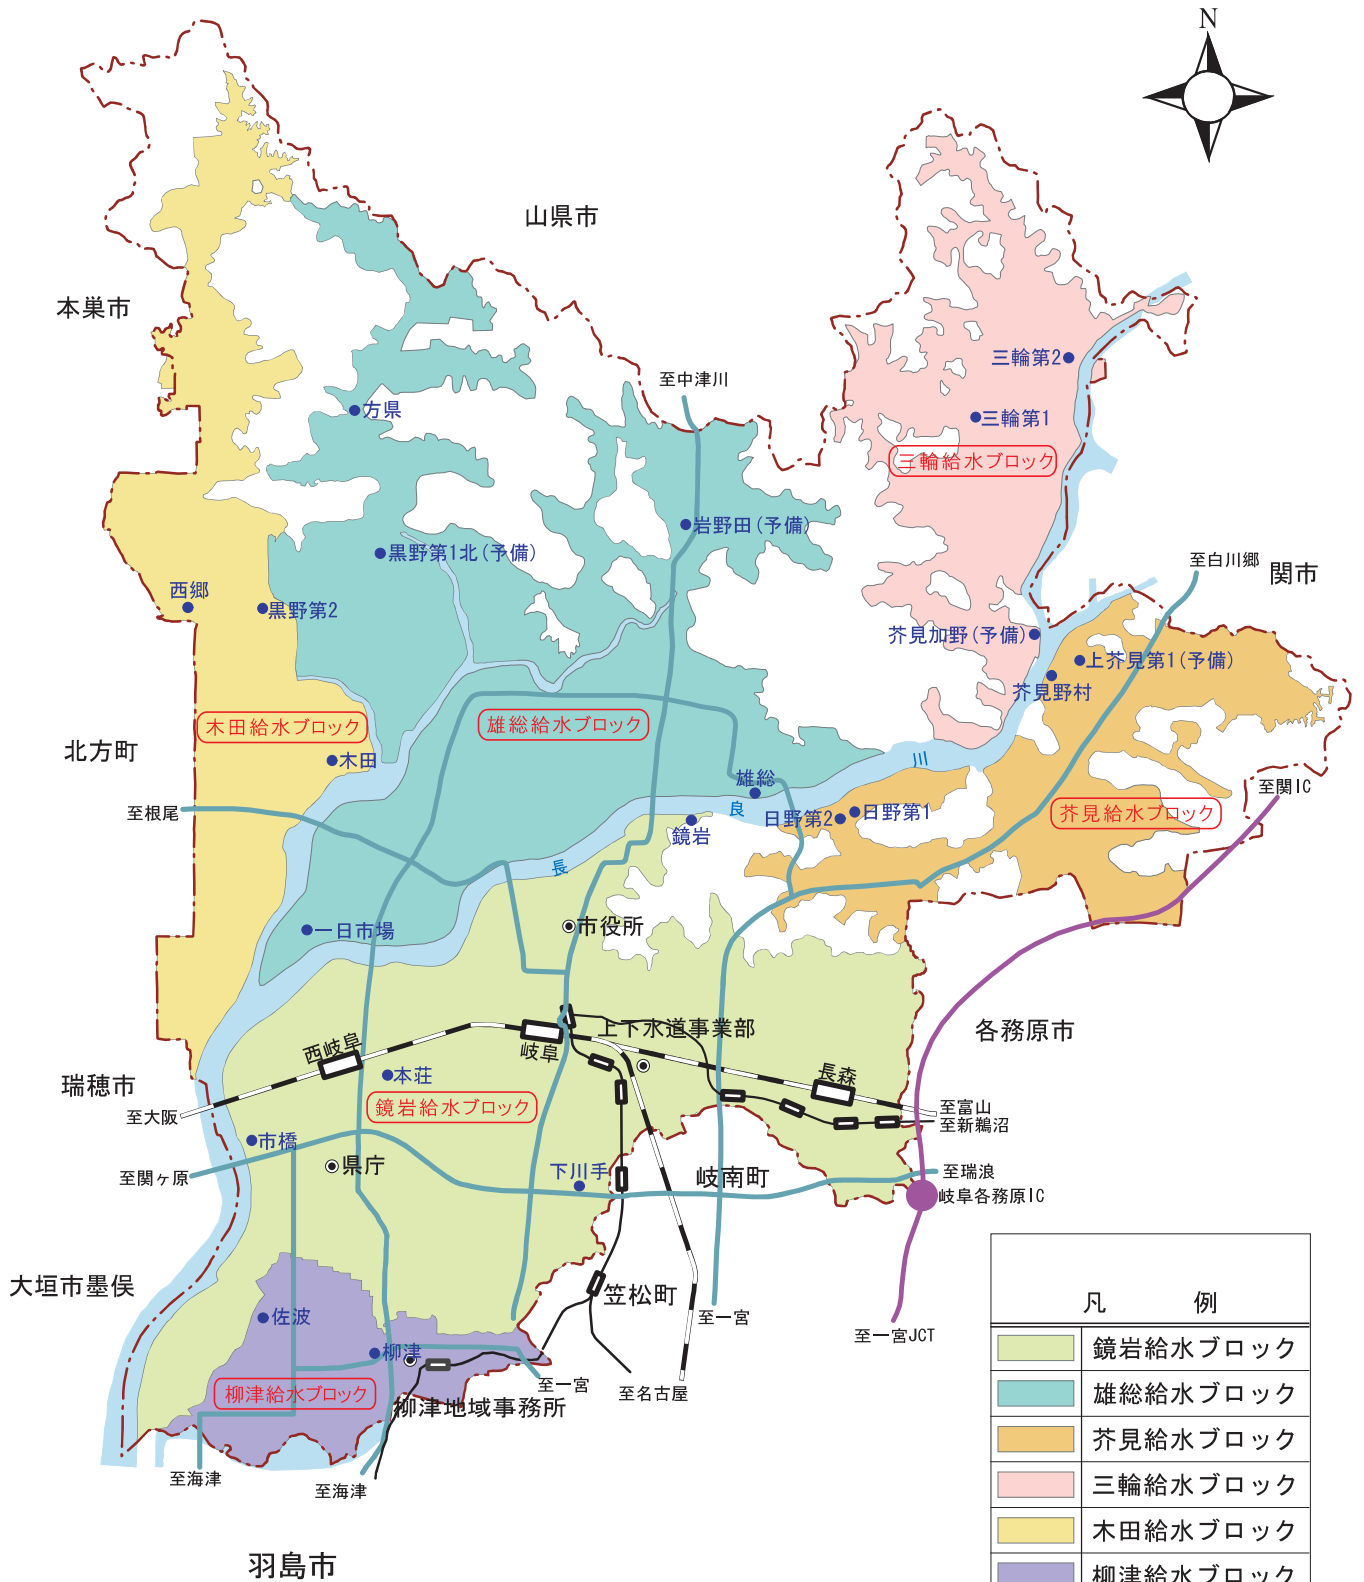 N
山県市
本巣市
至中津川
三輪第2
方県
三輪第1
三輪給水ブロック
岩野田(予備)
黒野第1北(予備)
至白川郷
関市
西郷
黒野第2
芥見加野(予備)
上芥見第1(予備)
芥見野村
木田給水ブロック
雄総給水ブロック
北方町
木田
川
雄総
至関IC
至根尾
良
日野第2
日野第1
芥見給水ブロック
鏡岩
長
市役所
一日市場
上下水道事業部
各務原市
西岐阜
岐阜
本荘
長森
瑞穂市
鏡岩給水ブロック
至大阪
至富山
至新鵜沼
市橋
県庁
下川手
岐南町
至瑞浪
至関ヶ原
岐阜各務原IC
大垣市墨俣
笠松町
凡例
佐波
至一宮
至一宮JCT
鏡岩給水ブロック
柳津
至一宮
至名古屋
柳津給水ブロック
雄総給水ブロック
柳津地域事務所
芥見給水ブロック
至海津
至海津
三輪給水ブロック
木田給水ブロック
羽島市
柳津給水ブロック